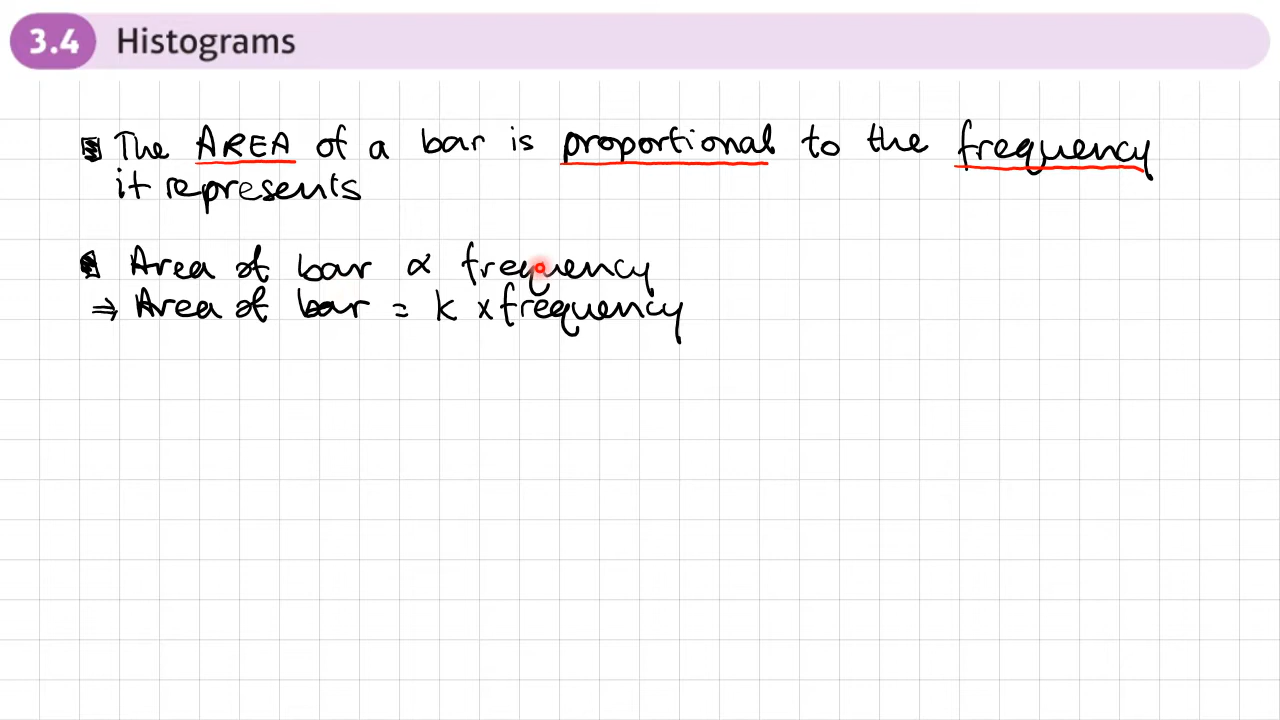 3.4 Histograms
The AREA of a bar is proportional to the frequency
it represents
Area of bar ∝ frequency
⇒ Area of bar = k × frequency